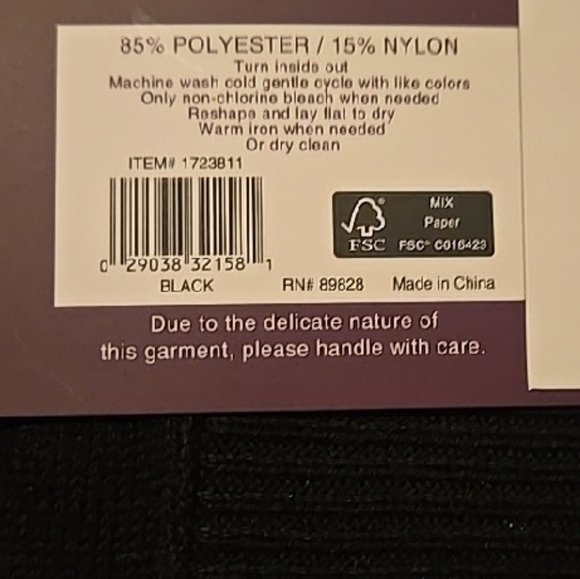 85% POLYESTER / 15% NYLON
Turn inside out
Machine wash cold gentle cycle with like colors
Only non-chlorine bleach when needed
Reshape and lay flat to dry
Warm iron when needed
Or dry clean
ITEM# 1723811
MIX
Paper
FSC FSC® C016423
0 29038 32158 1
BLACK RN# 89828 Made in China
Due to the delicate nature of
this garment, please handle with care.